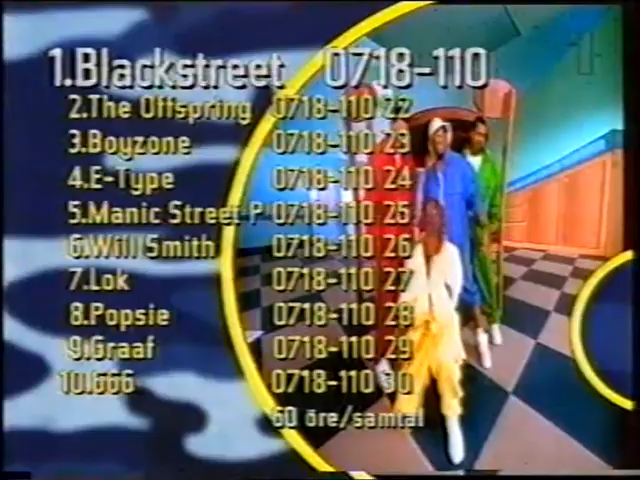 1.Blackstreet 0718-110
2.The Offspring 0718-110 22
3.Boyzone 0718-110 23
4.E-Type 0718-110 24
5.Manic Street P 0718-110 25
6.Will Smith 0718-110 26
7.Lok 0718-110 27
8.Popsie 0718-110 28
9.Graaf 0718-110 29
10.666 0718-110 30
60 öre/samtal
1